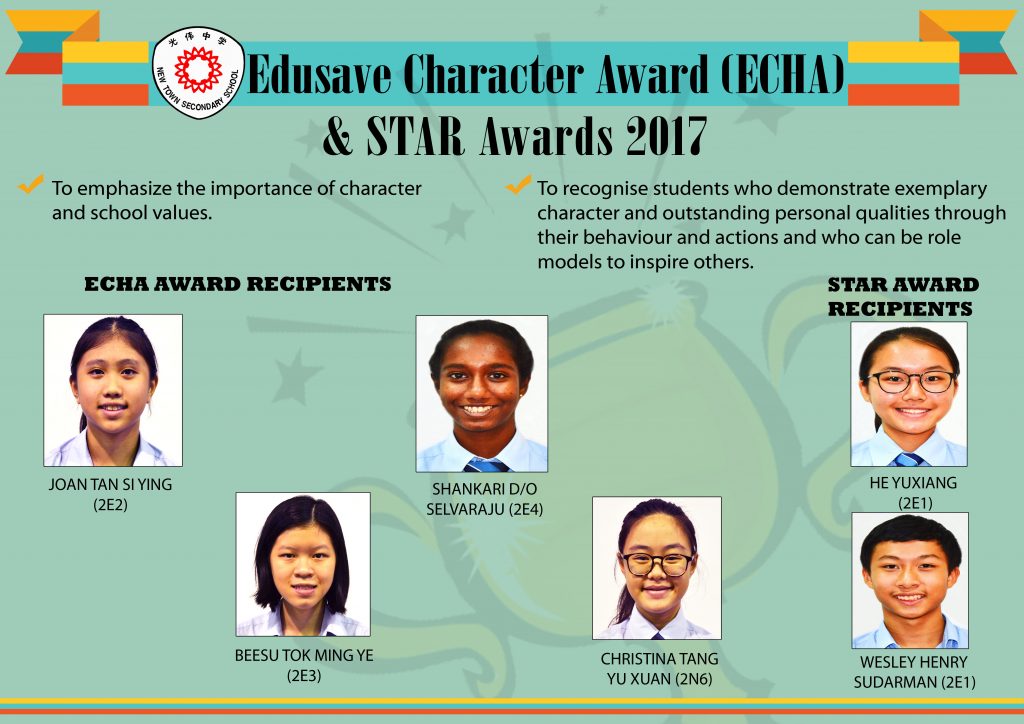 光伟中学
NEW TOWN SECONDARY SCHOOL
Edusave Character Award (ECHA)
& STAR Awards 2017
To emphasize the importance of character
and school values.
To recognise students who demonstrate exemplary
character and outstanding personal qualities through
their behaviour and actions and who can be role
models to inspire others.
ECHA AWARD RECIPIENTS
STAR AWARD
RECIPIENTS
JOAN TAN SI YING
(2E2)
SHANKARI D/O
SELVARAJU (2E4)
HE YUXIANG
(2E1)
BEESU TOK MING YE
(2E3)
CHRISTINA TANG
YU XUAN (2N6)
WESLEY HENRY
SUDARMAN (2E1)